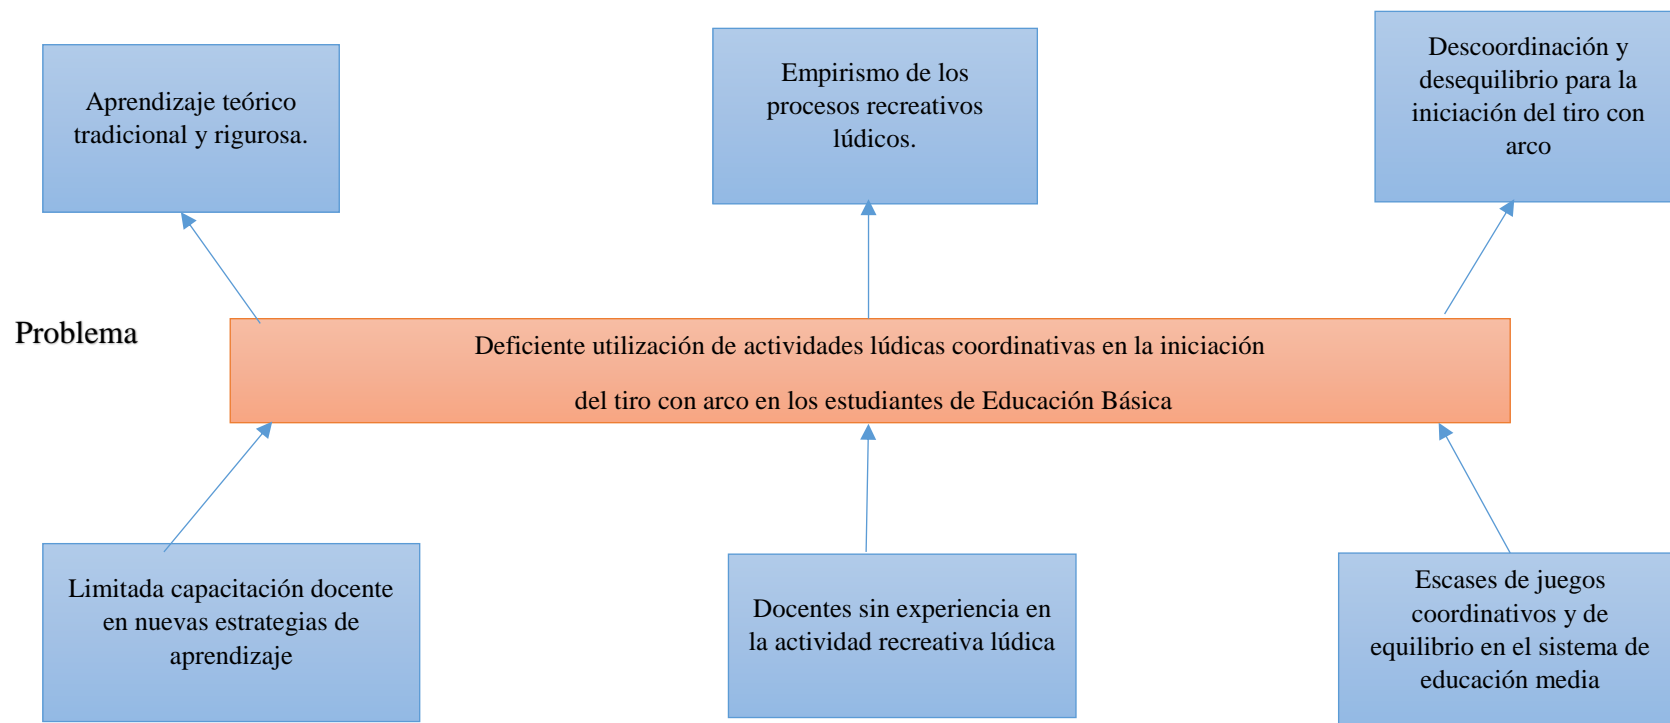 Aprendizaje teórico
tradicional y rigurosa.
Empirismo de los
procesos recreativos
lúdicos.
Descoordinación y
desequilibrio para la
iniciación del tiro con
arco
Problema
Deficiente utilización de actividades lúdicas coordinativas en la iniciación
del tiro con arco en los estudiantes de Educación Básica
Limitada capacitación docente
en nuevas estrategias de
aprendizaje
Docentes sin experiencia en
la actividad recreativa lúdica
Escases de juegos
coordinativos y de
equilibrio en el sistema de
educación media